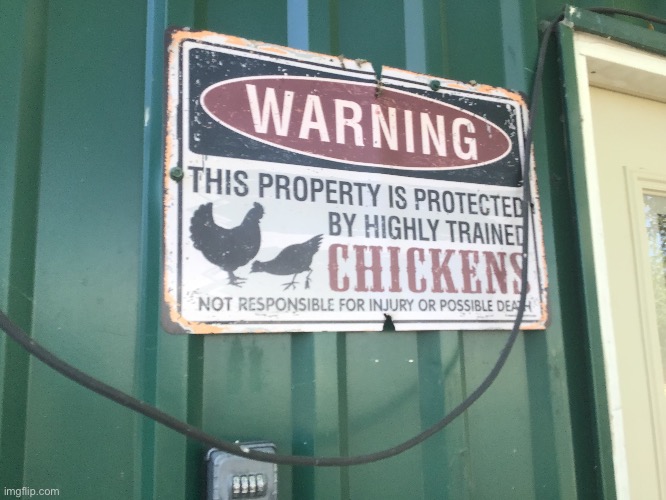 WARNING
THIS PROPERTY IS PROTECTED
BY HIGHLY TRAINED
CHICKENS
NOT RESPONSIBLE FOR INJURY OR POSSIBLE DEATH
imgflip.com